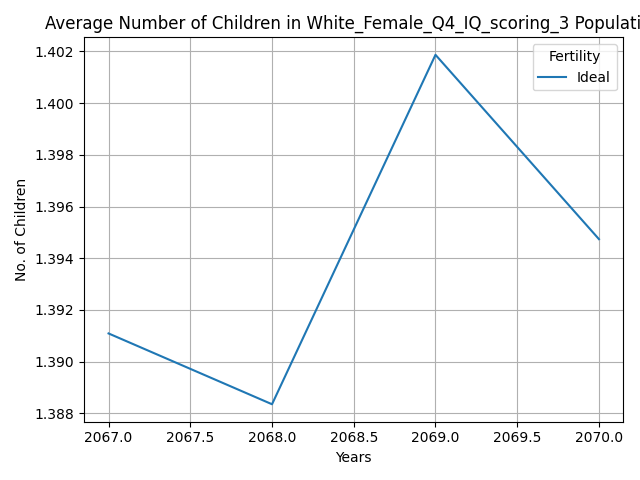 Average Number of Children in White_Female_Q4_IQ_scoring_3 Populati
Fertility
Ideal
1.402
1.400
1.398
1.396
1.394
1.392
1.390
1.388
No. of Children
2067.0 2067.5 2068.0 2068.5 2069.0 2069.5 2070.0
Years